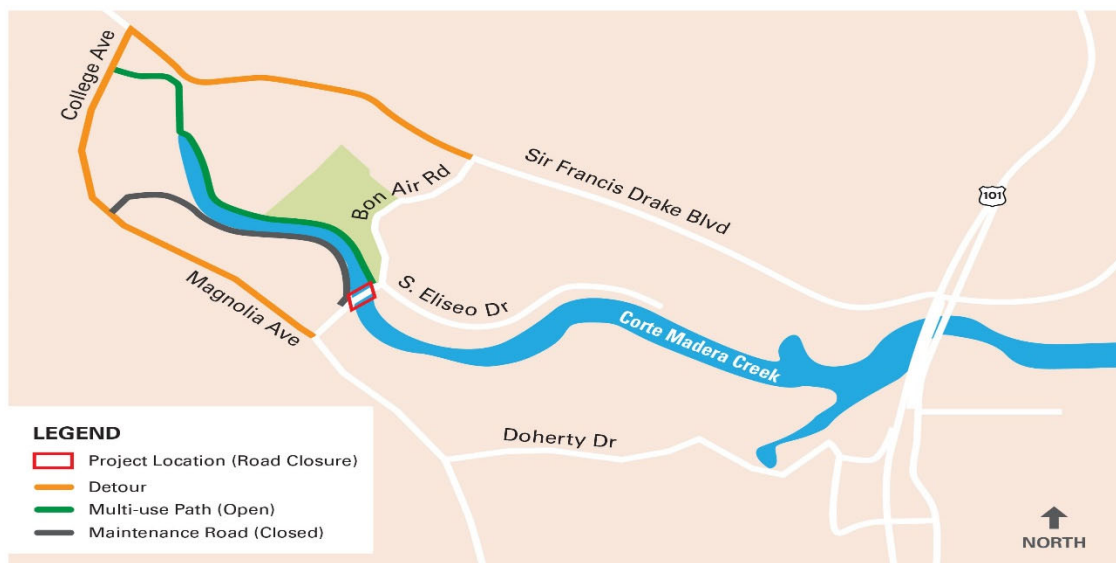 College Ave
Bon Air Rd
Sir Francis Drake Blvd
101
Magnolia Ave
S. Eliseo Dr
Corte Madera Creek
Doherty Dr
LEGEND
Project Location (Road Closure)
Detour
Multi-use Path (Open)
Maintenance Road (Closed)
NORTH